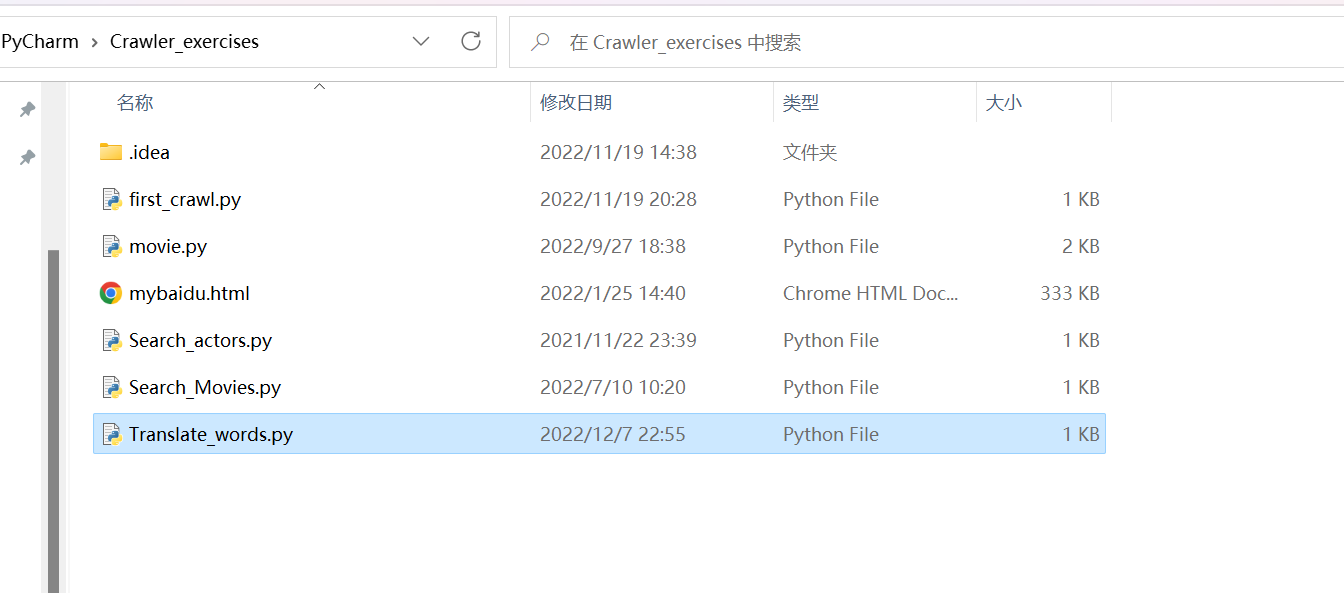 PyCharm › Crawler_exercises 在 Crawler_exercises 中搜索
名称 修改日期 类型 大小
.idea 2022/11/19 14:38 文件夹
first_crawl.py 2022/11/19 20:28 Python File 1 KB
movie.py 2022/9/27 18:38 Python File 2 KB
mybaidu.html 2022/1/25 14:40 Chrome HTML Doc... 333 KB
Search_actors.py 2021/11/22 23:39 Python File 1 KB
Search_Movies.py 2022/7/10 10:20 Python File 1 KB
Translate_words.py 2022/12/7 22:55 Python File 1 KB